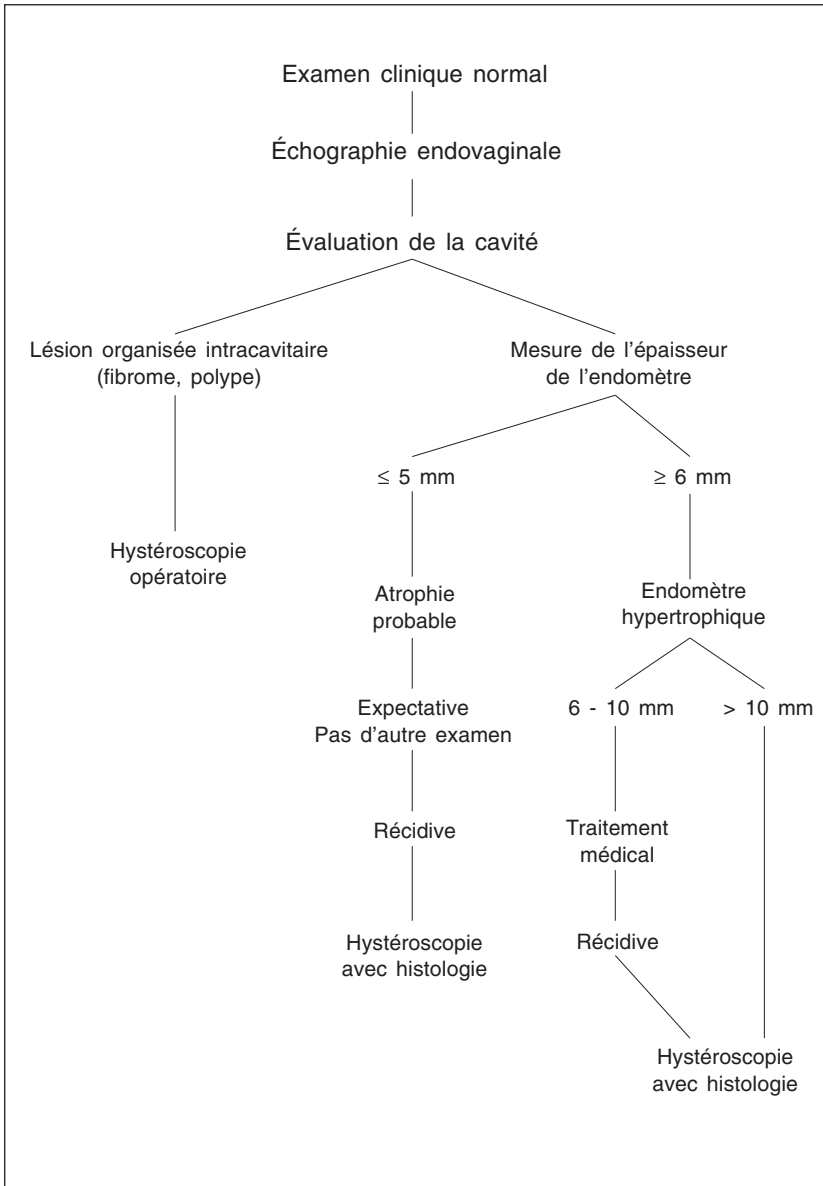 Examen clinique normal
Échographie endovaginale
Évaluation de la cavité
Lésion organisée intracavitaire
(fibrome, polype)
Mesure de l'épaisseur
de l'endomètre
≤ 5 mm
≥ 6 mm
Hystéroscopie
opératoire
Atrophie
probable
Endomètre
hypertrophique
Expectative
Pas d'autre examen
6 - 10 mm
> 10 mm
Récidive
Traitement
médical
Hystéroscopie
avec histologie
Récidive
Hystéroscopie
avec histologie